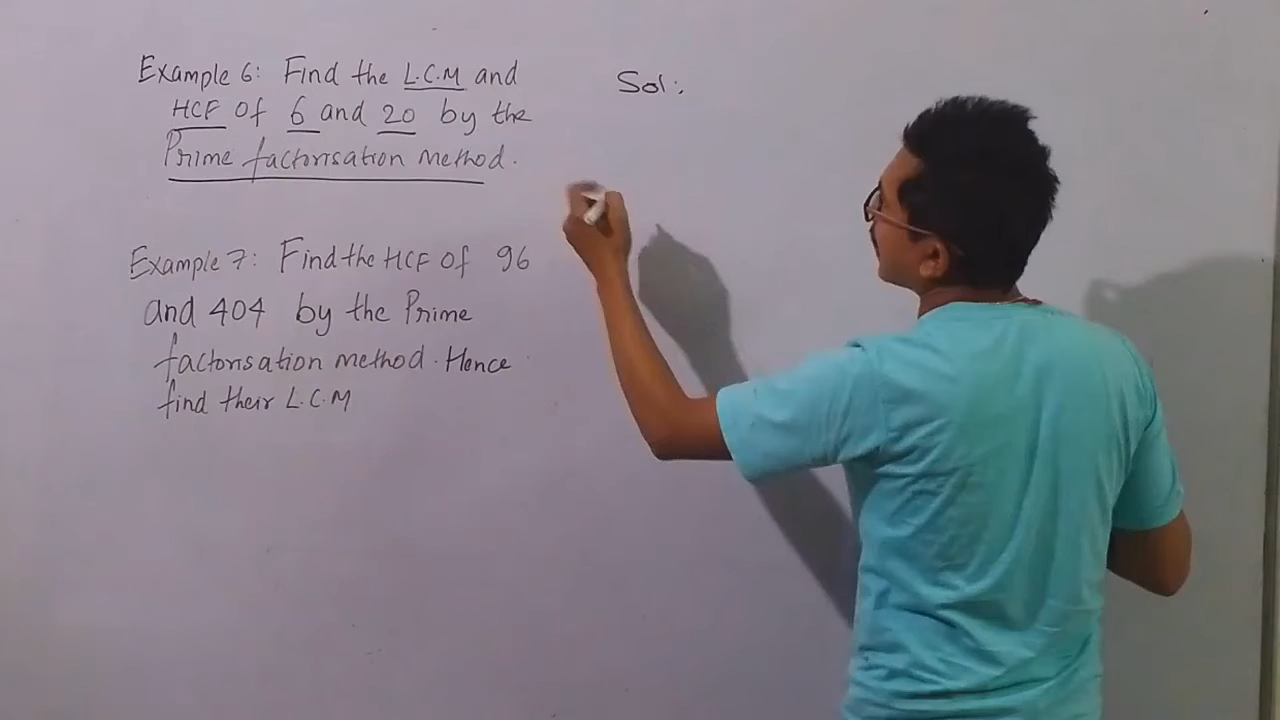 Example 6: Find the L.C.M and
HCF of 6 and 20 by the
Prime factorisation method.
Example 7: Find the HCF of 96
and 404 by the Prime
factorisation method. Hence
find their L.C.M
Sol: